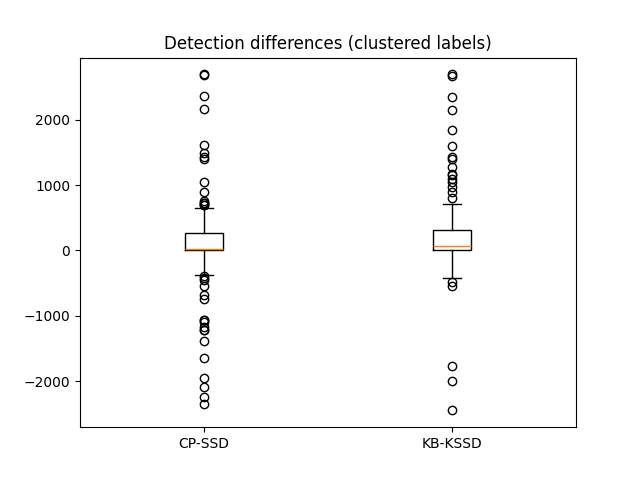 Detection differences (clustered labels)
2000
1000
0
−1000
−2000
CP-SSD
KB-KSSD